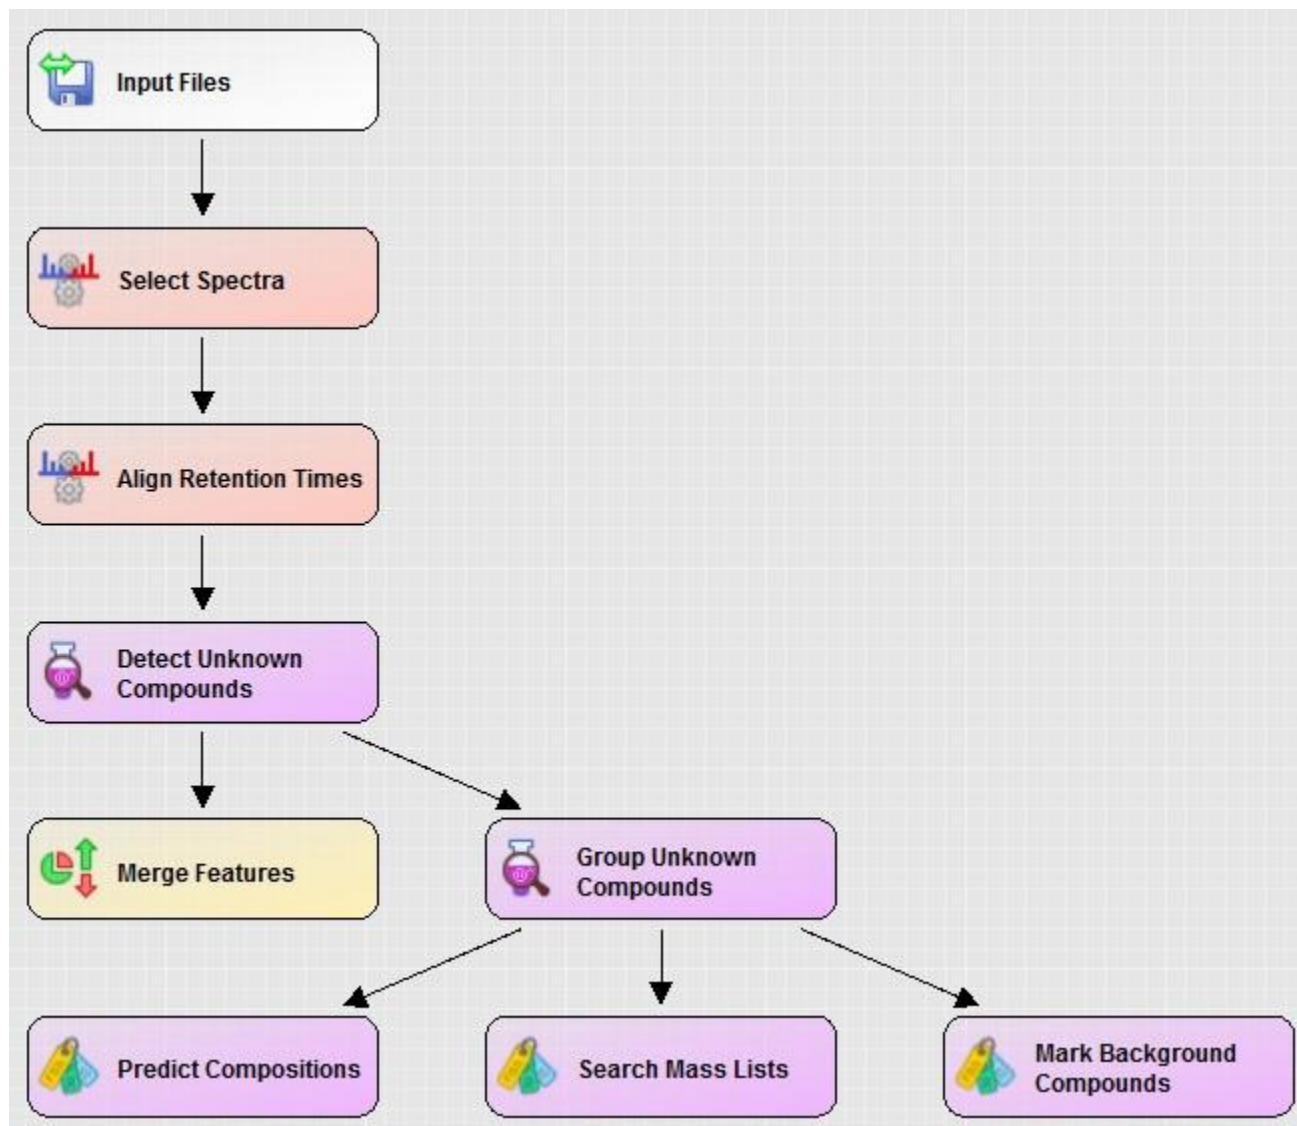 Input Files
Select Spectra
Align Retention Times
Detect Unknown
Compounds
Merge Features
Group Unknown
Compounds
Predict Compositions
Search Mass Lists
Mark Background
Compounds